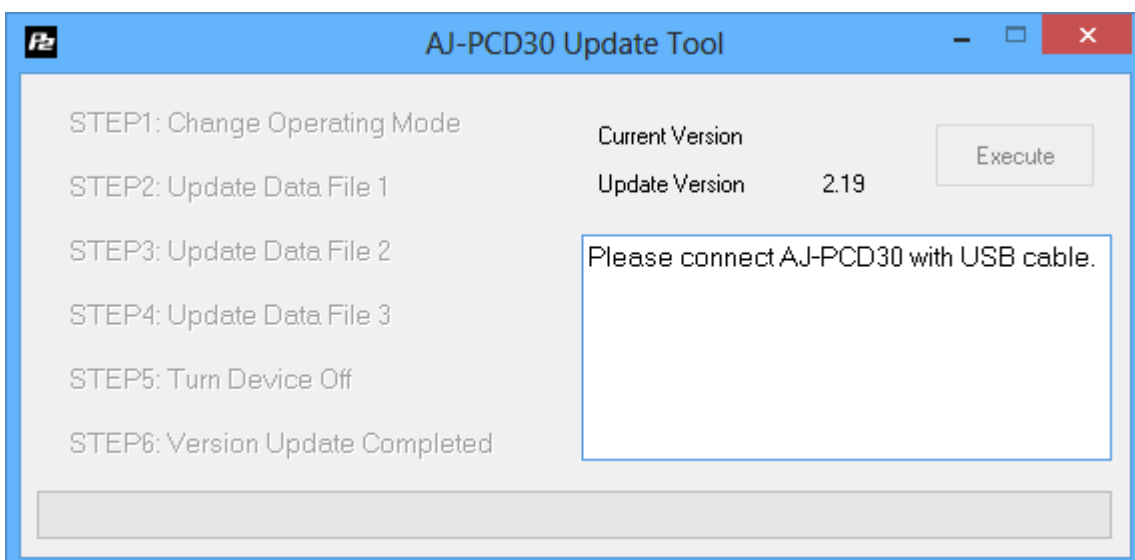 P2
AJ-PCD30 Update Tool
STEP1: Change Operating Mode
STEP2: Update Data File 1
STEP3: Update Data File 2
STEP4: Update Data File 3
STEP5: Turn Device Off
STEP6: Version Update Completed
Current Version
Update Version 2.19
Execute
Please connect AJ-PCD30 with USB cable.